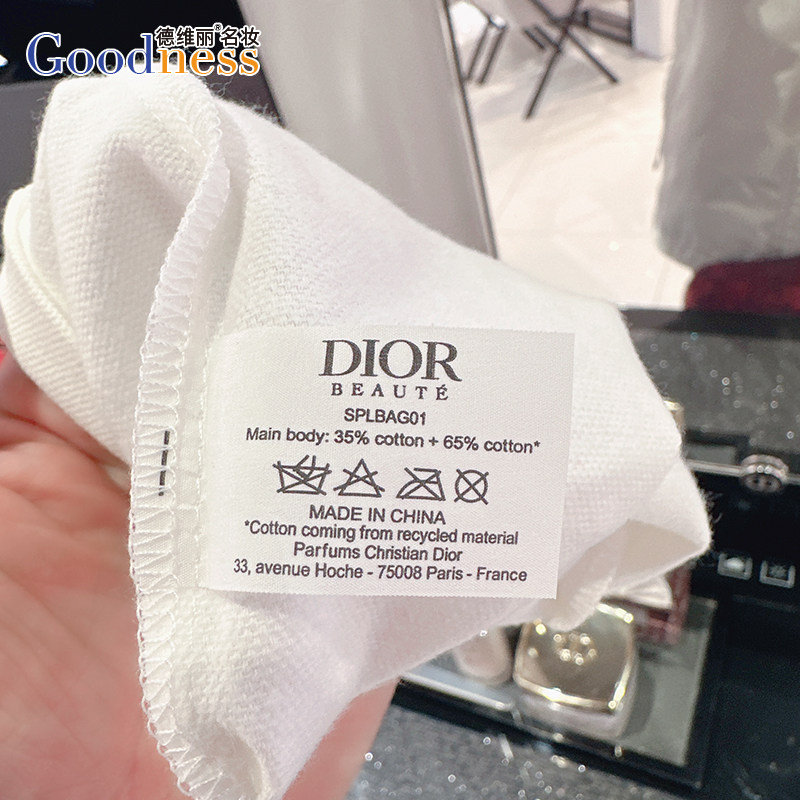 德维丽®名妆
Goodness
DIOR
BEAUTÉ
SPLBAG01
Main body: 35% cotton + 65% cotton*
MADE IN CHINA
*Cotton coming from recycled material
Parfums Christian Dior
33, avenue Hoche - 75008 Paris - France